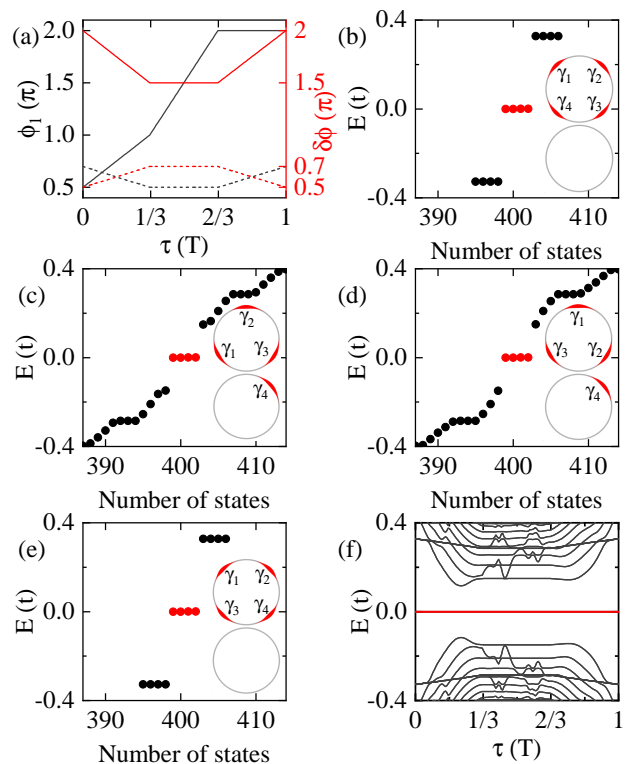 (a)
2.0
1.5
1.0
0.5
ϕ1 (π)
2
1.5
0.7
0.5
δϕ (π)
0
1/3
2/3
1
τ (T)
(b)
0.4
0.0
-0.4
E (t)
γ1 γ2
γ4 γ3
390 400 410
Number of states
(c)
0.4
0.0
-0.4
E (t)
γ2
γ1 γ3
γ4
390 400 410
Number of states
(d)
0.4
0.0
-0.4
E (t)
γ1
γ3 γ2
γ4
390 400 410
Number of states
(e)
0.4
0.0
-0.4
E (t)
γ1 γ2
γ3 γ4
390 400 410
Number of states
(f)
0.4
0.0
-0.4
E (t)
0 1/3 2/3 1
τ (T)